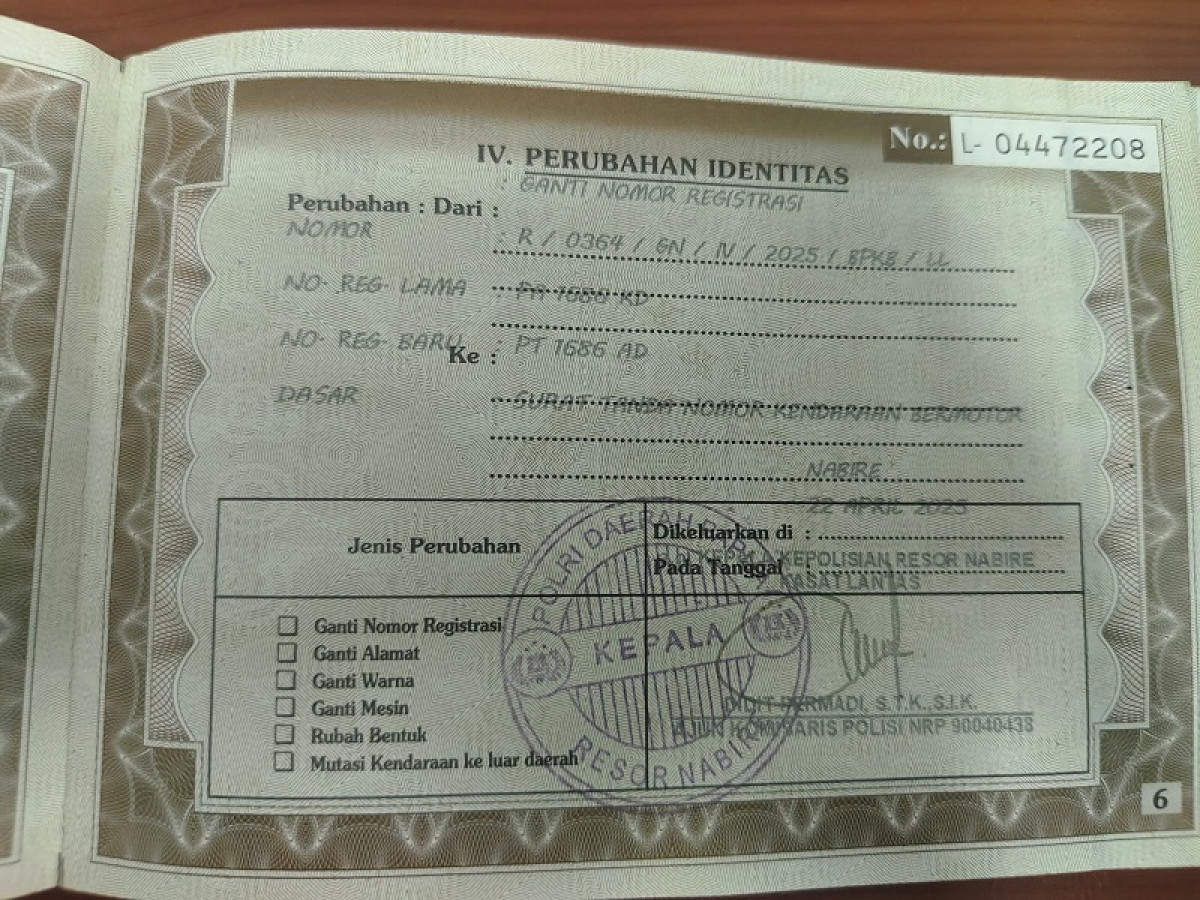 No.: L- 04472208
IV. PERUBAHAN IDENTITAS
: GANTI NOMOR REGISTRASI
Perubahan : Dari :
NOMOR : R / 0364 / GN / IV / 2025 / BPKB / LL
NO. REG. LAMA : PA 1686 KD
NO. REG. BARU : PT 1686 AD
Ke :
DASAR : SURAT TANDA NOMOR KENDARAAN BERMOTOR
NABIRE
22 APRIL 2025
Jenis Perubahan
Dikeluarkan di :
Pada Tanggal :
KEPOLISIAN RESOR NABIRE
KASAT LANTAS
Ganti Nomor Registrasi
Ganti Alamat
Ganti Warna
Ganti Mesin
Rubah Bentuk
Mutasi Kendaraan ke luar daerah
POLRI DAERAH PAPUA
KEPALA
RESOR NABIRE
DIDIT PERMADI, S.T.K.,S.I.K.
AJUN KOMISARIS POLISI NRP 90040438
6